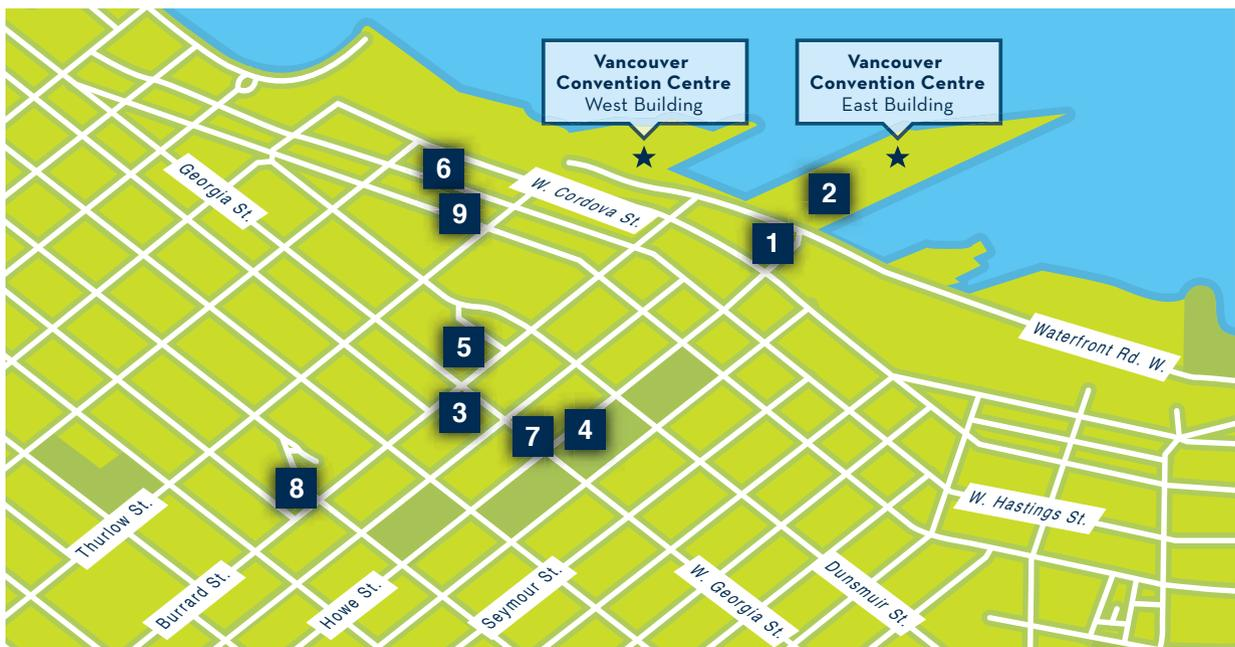 Vancouver
Convention Centre
West Building
Vancouver
Convention Centre
East Building
6
Georgia St.
9
W. Cordova St.
2
1
5
Waterfront Rd. W.
3
7
4
8
Thurlow St.
W. Hastings St.
Burrard St.
Howe St.
Seymour St.
W. Georgia St.
Dunsmuir St.